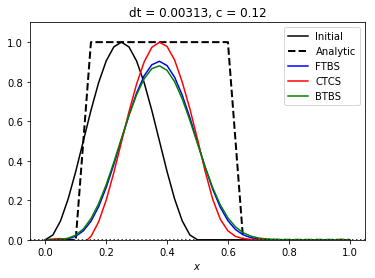 dt = 0.00313, c = 0.12
Initial
Analytic
FTBS
CTCS
BTBS
1.0
0.8
0.6
0.4
0.2
0.0
0.0 0.2 0.4 0.6 0.8 1.0
x